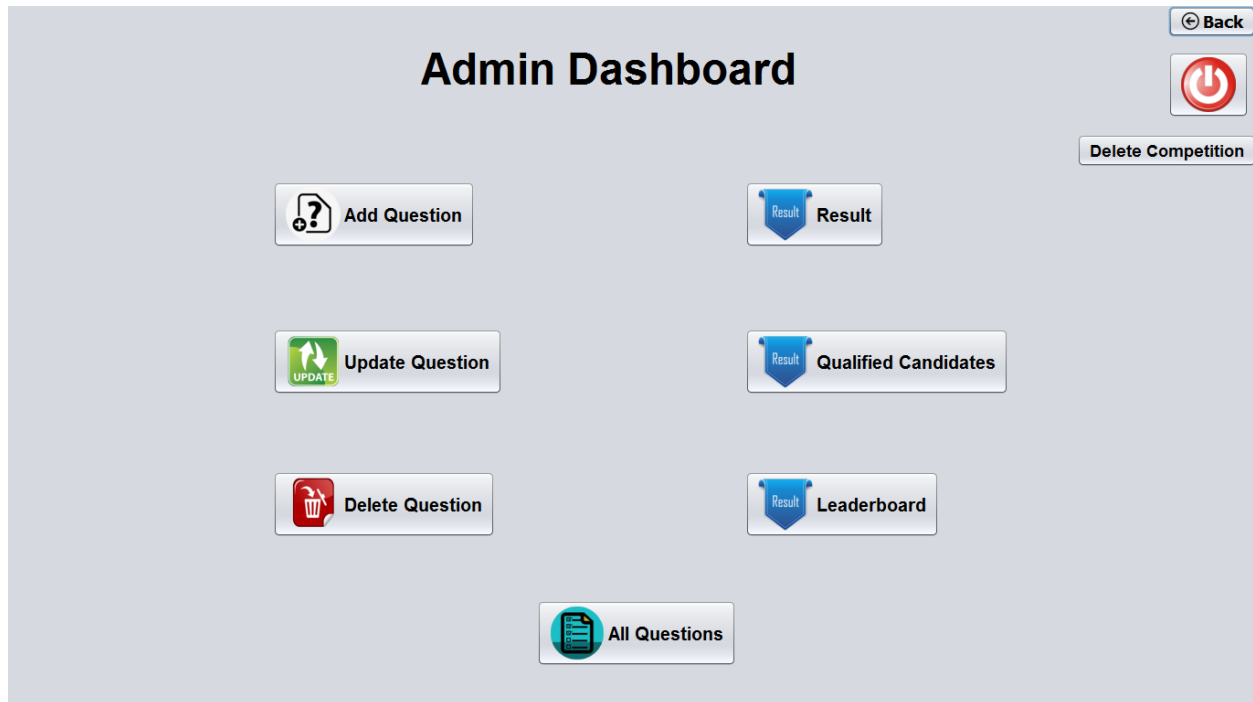 Back
Admin Dashboard
Delete Competition
? Add Question
Result Result
UPDATE Update Question
Result Qualified Candidates
Delete Question
Result Leaderboard
All Questions